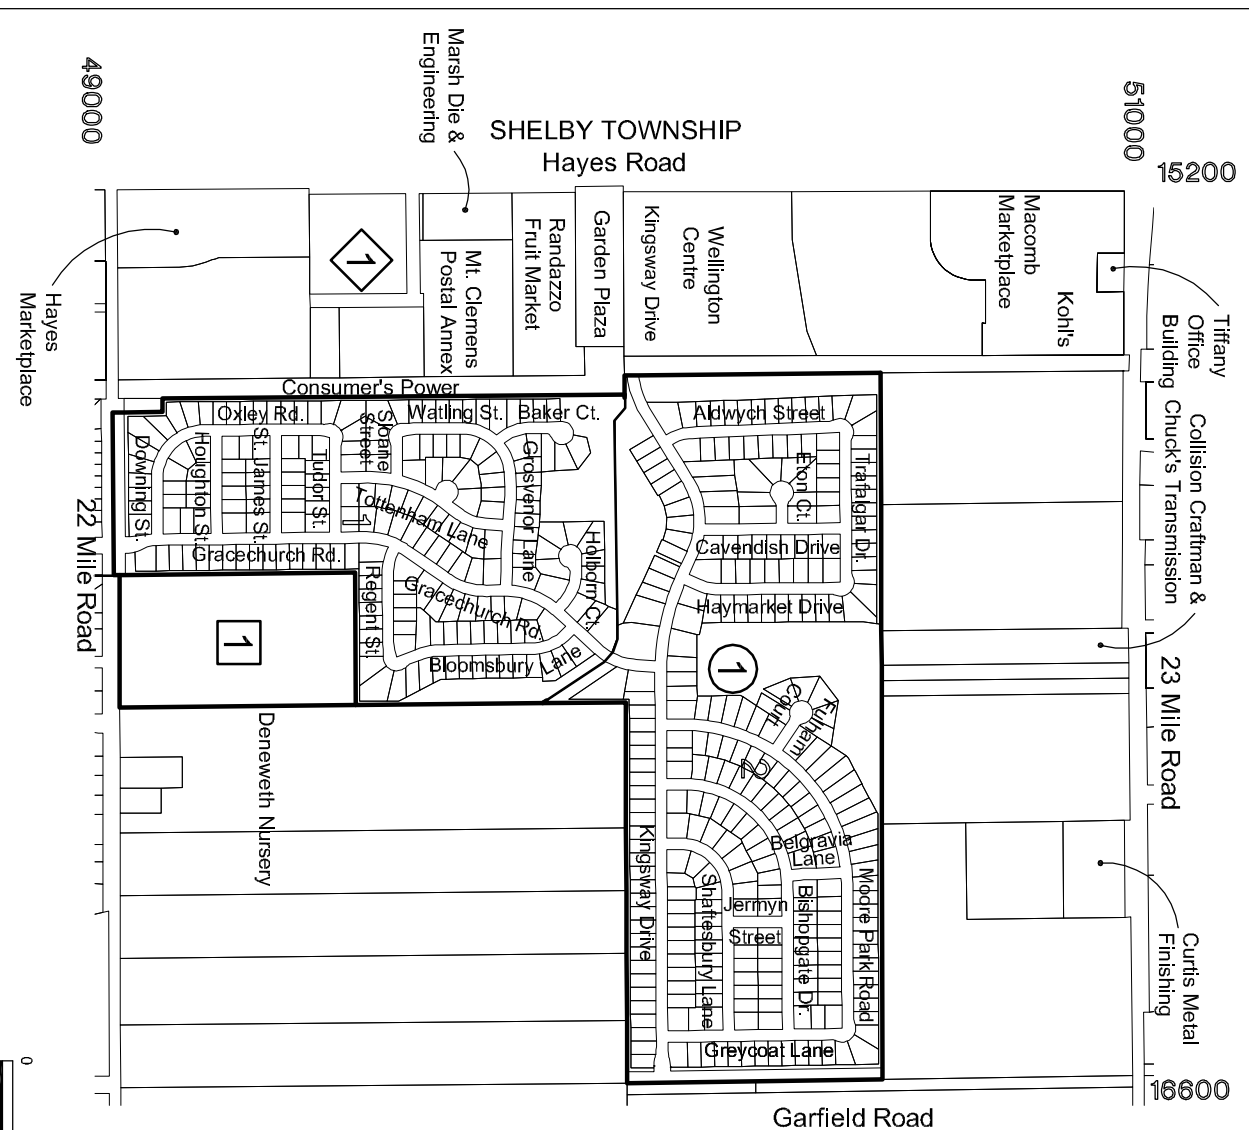 SHELBY TOWNSHIP
Hayes Road
49000
51000
15200
16600
Marsh Die &
Engineering
Hayes
Marketplace
1
Mt. Clemens
Postal Annex
Randazzo
Fruit Market
Garden Plaza
Kingsway Drive
Wellington
Centre
Macomb
Marketplace
Kohl's
Tiffany
Office
Building
Collision Craftman &
Chuck's Transmission
Consumer's Power
Oxley Rd.
Sloane
Street
Watling St.
Baker Ct.
Downing St.
Houghton St.
St. James St.
Tudor St.
1
Tottenham Lane
Grosvenor Lane
Holborn Ct.
Gracechurch Rd.
Gracechurch Rd.
Regent St.
Bloomsbury Lane
Aldwych Street
Eton Ct.
Trafalgar Dr.
Cavendish Drive
Haymarket Drive
1
1
22 Mile Road
23 Mile Road
Fulham
Court
2
Belgravia
Lane
Deneweth Nursery
Kingsway Drive
Shaftesbury Lane
Jermyn
Street
Bishopgate Dr.
Moore Park Road
Greycoat Lane
Curtis Metal
Finishing
Garfield Road
0